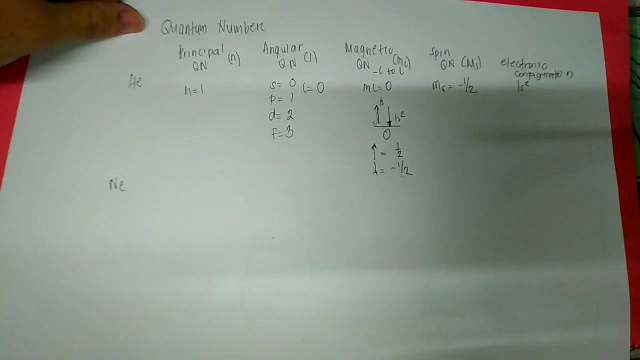 Quantum Numbers
Principal QN (n)
Angular QN (l)
Magnetic QN (ml) -l to l
Spin QN (Ms)
electronic configuration
He
n=1
s = 0 l = 0
p = 1
d = 2
f = 3
ml = 0
1s²
0
↑ = 1/2
↓ = -1/2
ms = -1/2
1s²
Ne